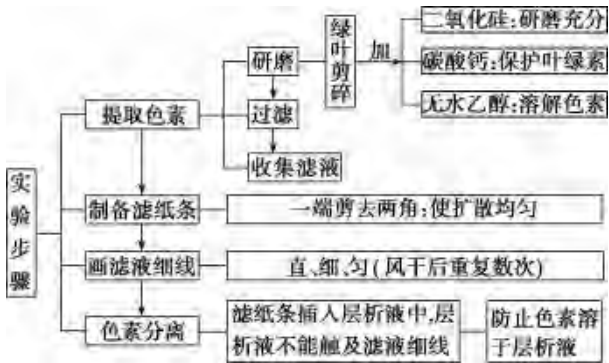 实验步骤
提取色素
研磨
绿叶剪碎
加
二氧化硅:研磨充分
碳酸钙:保护叶绿素
无水乙醇:溶解色素
过滤
收集滤液
制备滤纸条
一端剪去两角:使扩散均匀
画滤液细线
直、细、匀(风干后重复数次)
色素分离
滤纸条插入层析液中,层
析液不能触及滤液细线
防止色素溶
于层析液